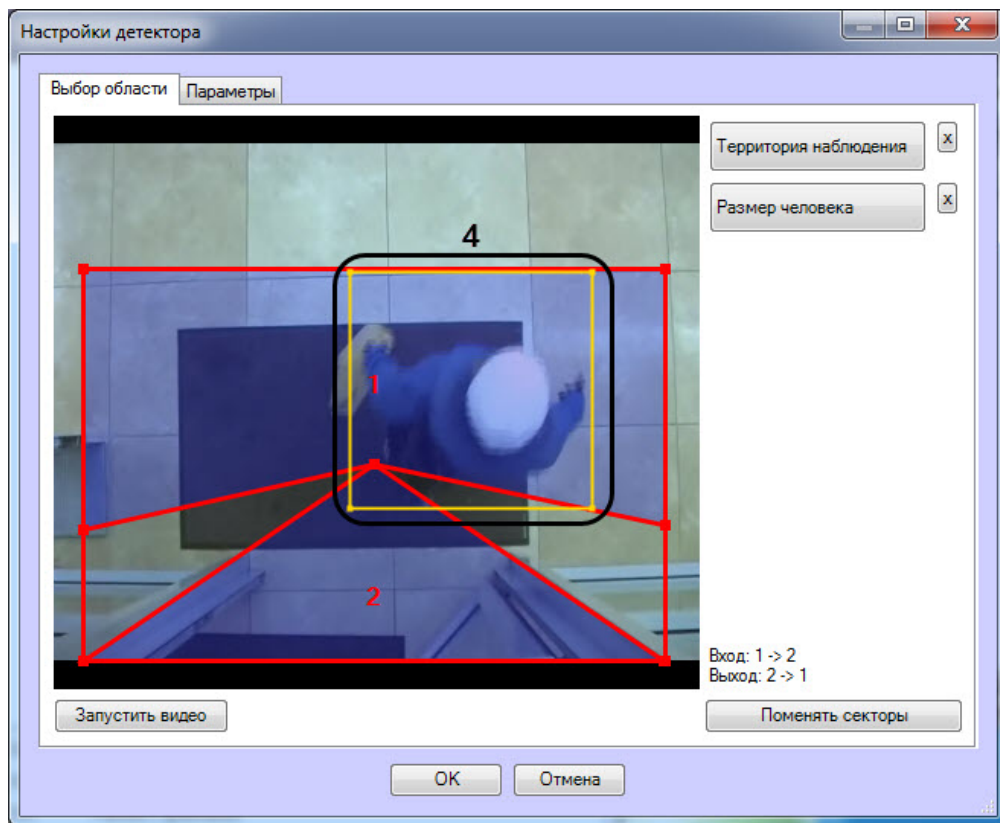 Настройки детектора
Выбор области
Параметры
Территория наблюдения
x
Размер человека
x
4
1
2
Вход: 1 -> 2
Выход: 2 -> 1
Запустить видео
Поменять секторы
OK
Отмена